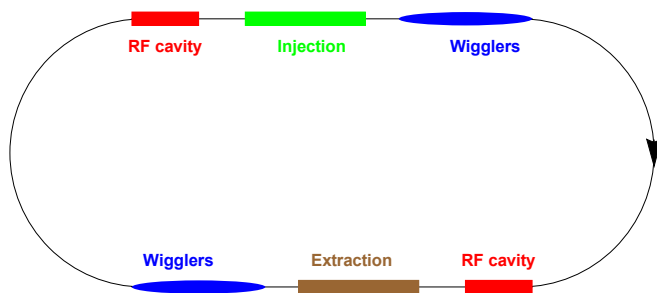 RF cavity
Injection
Wigglers
Wigglers
Extraction
RF cavity